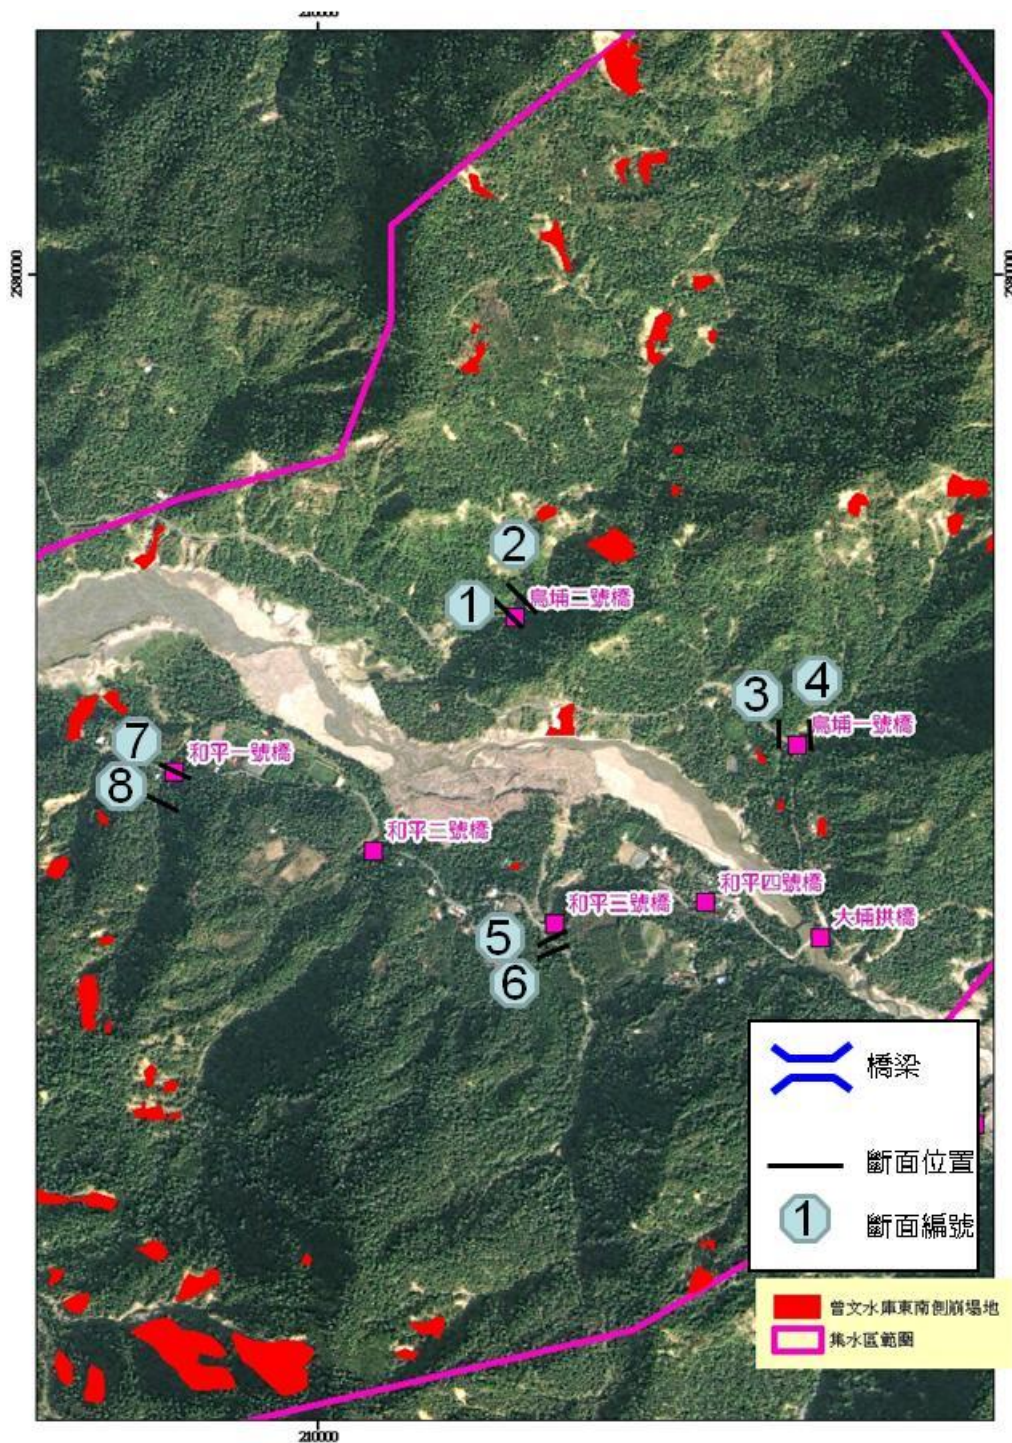 210000
2580000
2
烏埔二號橋
1
4
3
烏埔一號橋
7
和平一號橋
8
和平二號橋
和平四號橋
和平三號橋
大埔拱橋
5
6
橋梁
斷面位置
1
斷面編號
曾文水庫東南側崩塌地
集水區範圍
210000